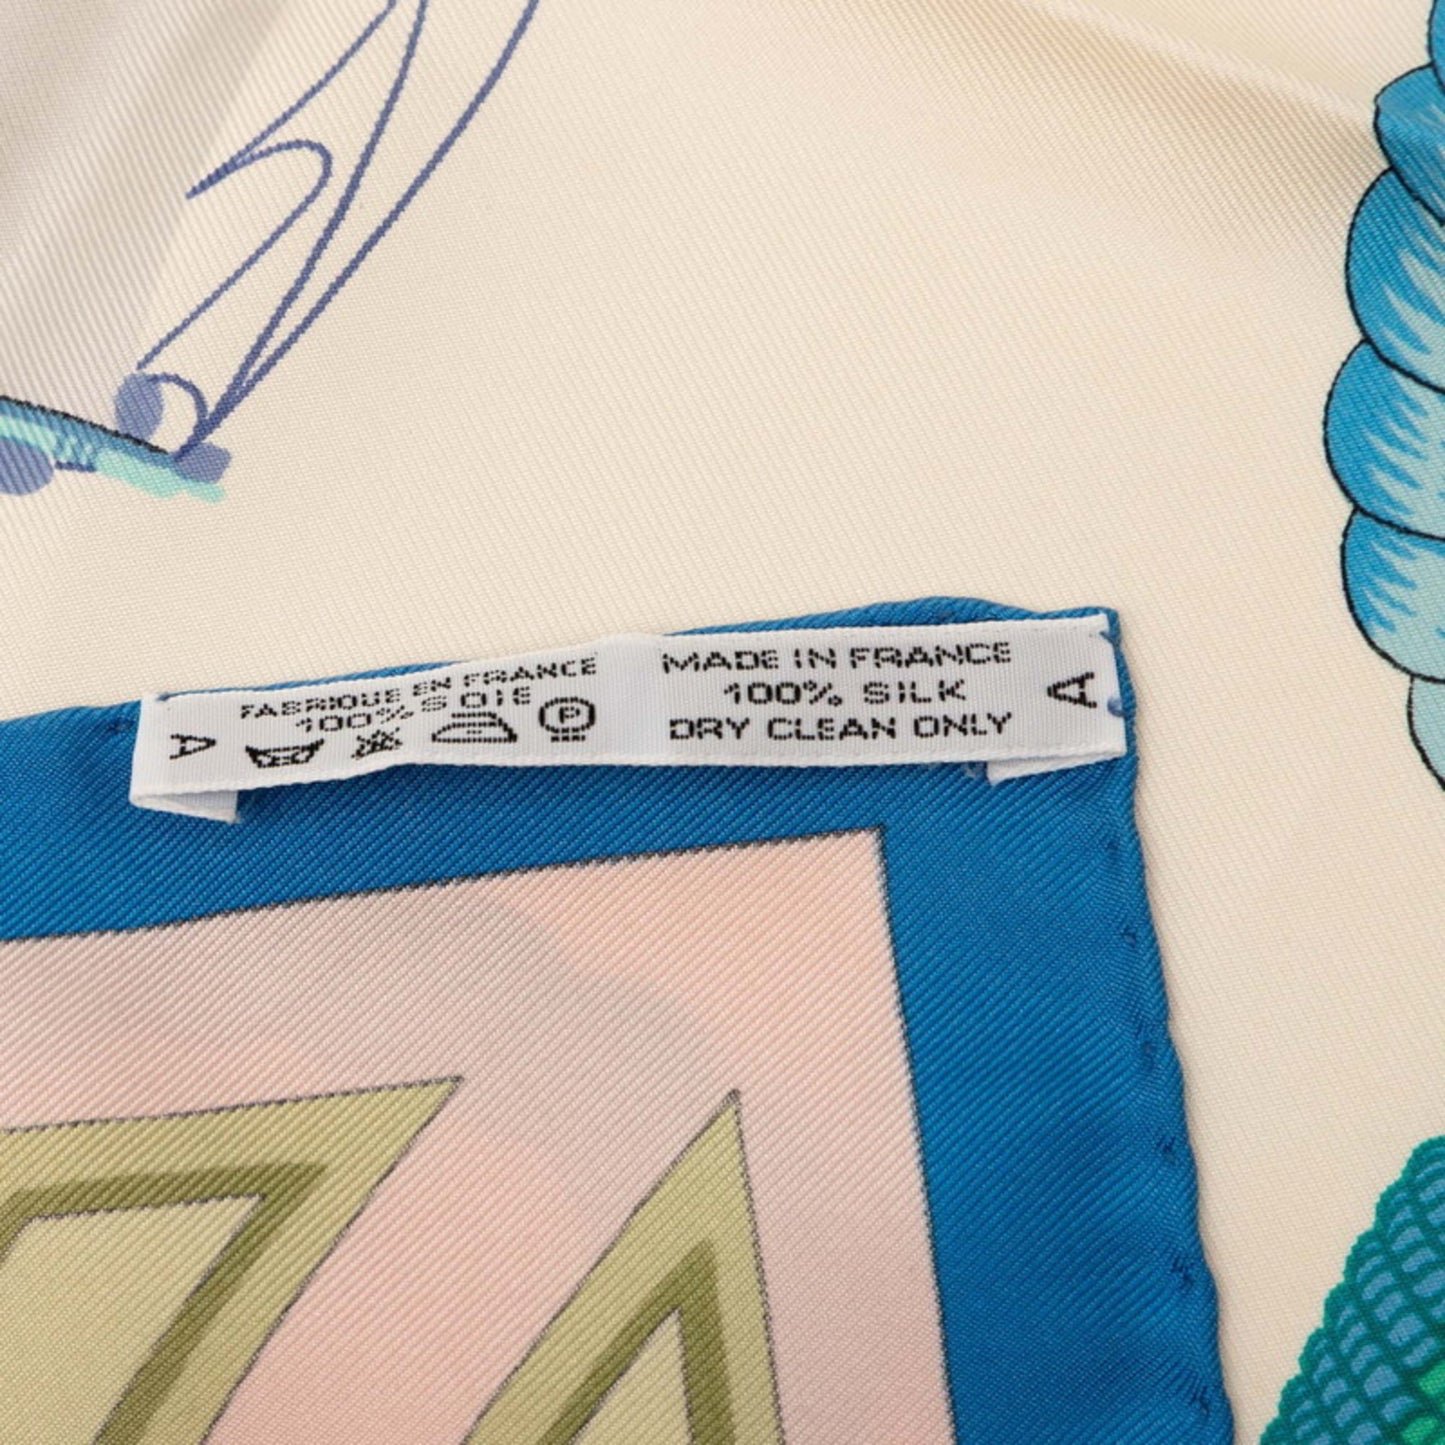 FABRIQUE EN FRANCE
100% SOIE
A
P
MADE IN FRANCE
100% SILK
DRY CLEAN ONLY
A